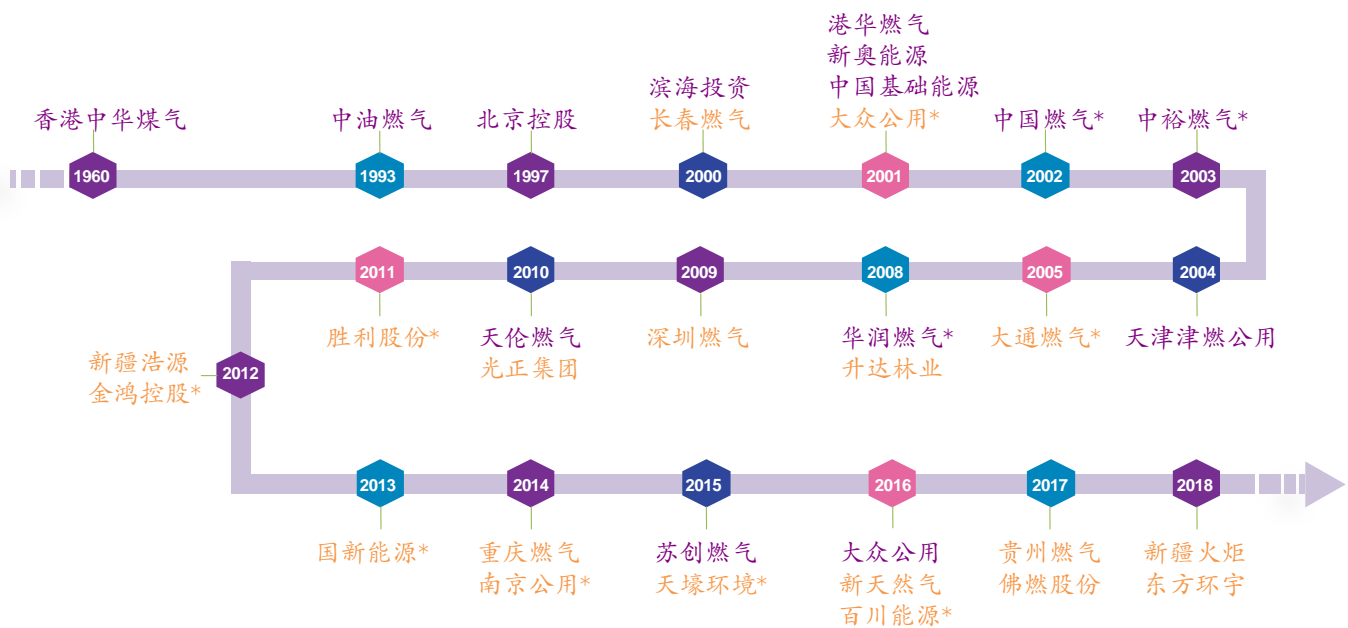 香港中华煤气
1960
中油燃气
1993
北京控股
1997
滨海投资
长春燃气
2000
港华燃气
新奥能源
中国基础能源
大众公用*
2001
中国燃气*
2002
中裕燃气*
2003
2004
天津津燃公用
2005
大通燃气*
2008
华润燃气*
升达林业
2009
深圳燃气
2010
天伦燃气
光正集团
2011
胜利股份*
新疆浩源
金鸿控股*
2012
2013
国新能源*
2014
重庆燃气
南京公用*
2015
苏创燃气
天壕环境*
2016
大众公用
新天然气
百川能源*
2017
贵州燃气
佛燃股份
2018
新疆火炬
东方环宇